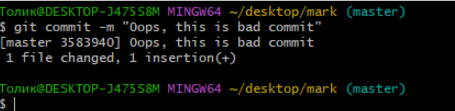 Толик@DESKTOP-J475S8M MINGW64 ~/desktop/mark (master)
$ git commit -m "Oops, this is bad commit"
[master 3583940] Oops, this is bad commit
 1 file changed, 1 insertion(+)
Толик@DESKTOP-J475S8M MINGW64 ~/desktop/mark (master)
$